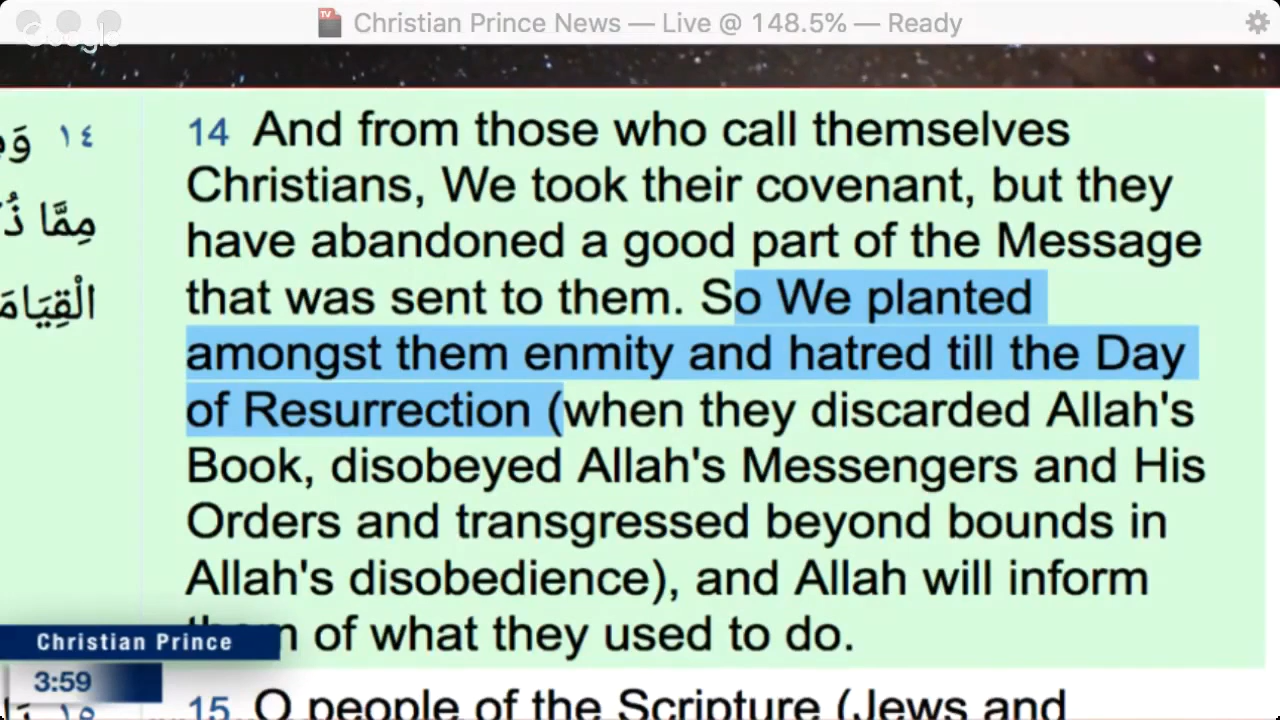 Christian Prince News — Live @ 148.5% — Ready
Google
TV
14 And from those who call themselves
Christians, We took their covenant, but they
have abandoned a good part of the Message
that was sent to them. So We planted
amongst them enmity and hatred till the Day
of Resurrection (when they discarded Allah's
Book, disobeyed Allah's Messengers and His
Orders and transgressed beyond bounds in
Allah's disobedience), and Allah will inform
of what they used to do.
15 O people of the Scripture (Jews and
١٤
مِمَّا
١٥
Christian Prince
3:59